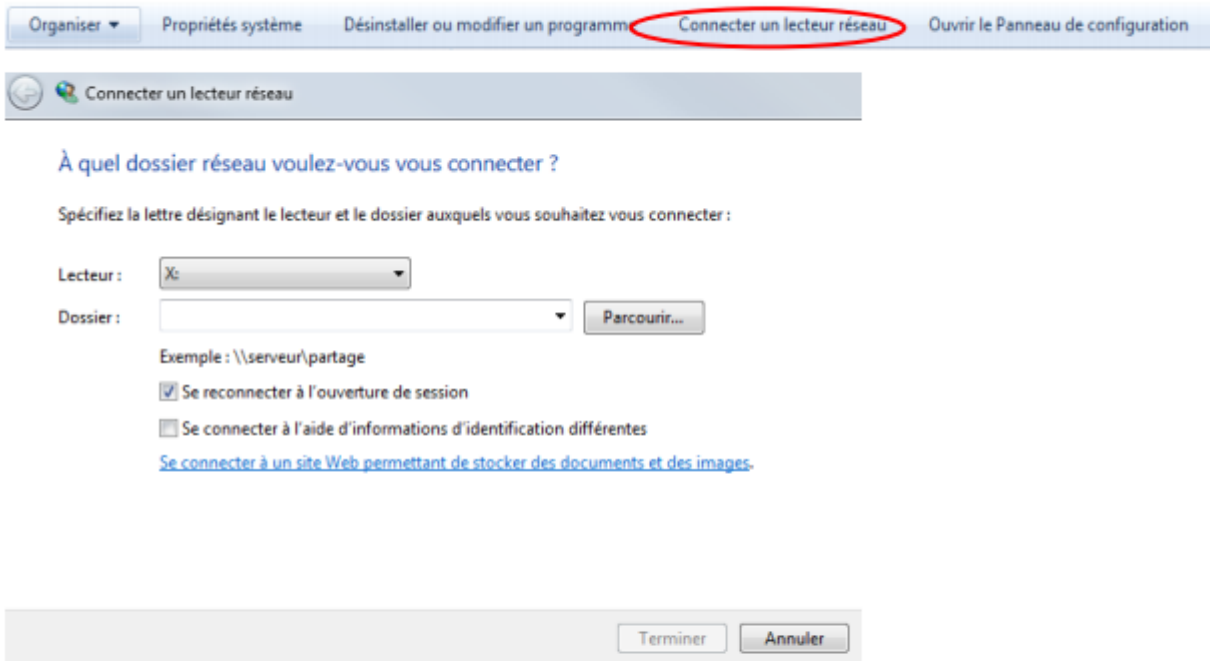 Organiser Propriétés système Désinstaller ou modifier un programme Connecter un lecteur réseau Ouvrir le Panneau de configuration
Connecter un lecteur réseau
À quel dossier réseau voulez-vous vous connecter ?
Spécifiez la lettre désignant le lecteur et le dossier auxquels vous souhaitez vous connecter :
Lecteur : X:
Dossier : Parcourir...
Exemple : \\serveur\partage
Se reconnecter à l'ouverture de session
Se connecter à l'aide d'informations d'identification différentes
Se connecter à un site Web permettant de stocker des documents et des images.
Terminer Annuler